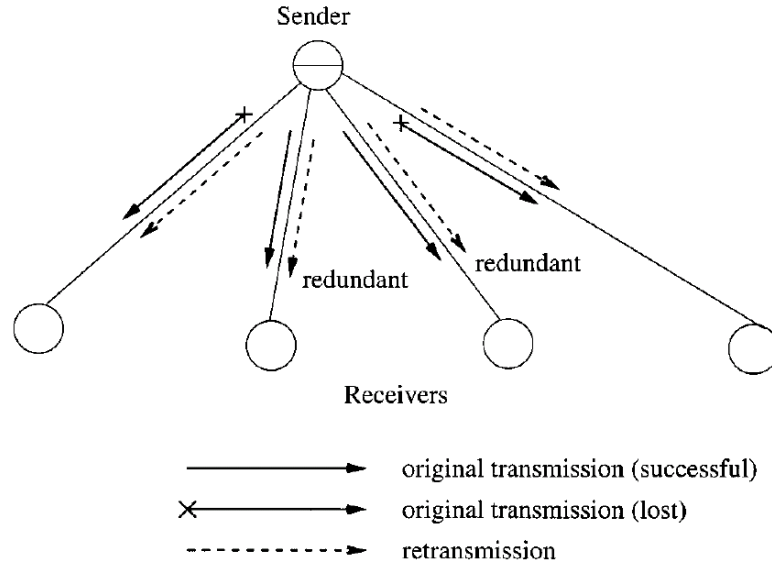 Sender
redundant
redundant
Receivers
original transmission (successful)
original transmission (lost)
retransmission